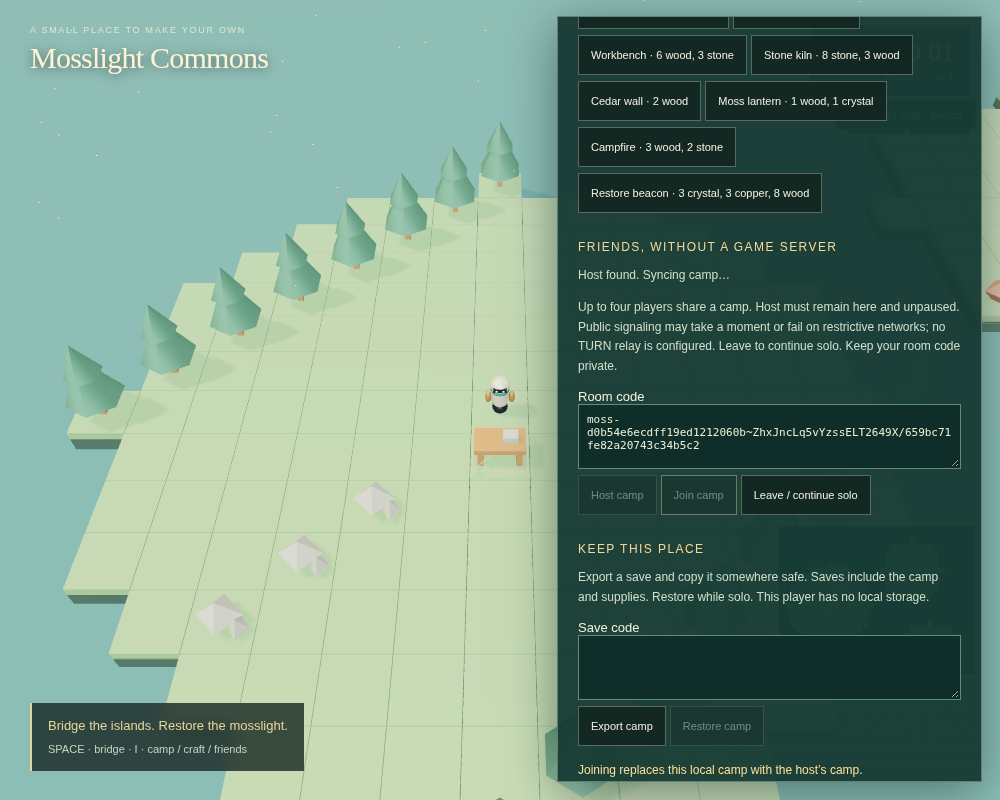 A SMALL PLACE TO MAKE YOUR OWN
Mosslight Commons
Workbench · 6 wood, 3 stone
Stone kiln · 8 stone, 3 wood
Cedar wall · 2 wood
Moss lantern · 1 wood, 1 crystal
Campfire · 3 wood, 2 stone
Restore beacon · 3 crystal, 3 copper, 8 wood
FRIENDS, WITHOUT A GAME SERVER
Host found. Syncing camp…
Up to four players share a camp. Host must remain here and unpaused.
Public signaling may take a moment or fail on restrictive networks; no
TURN relay is configured. Leave to continue solo. Keep your room code
private.
Room code
moss-
d0b54e6ecdff19ed1212060b~ZhxJncLq5vYzssELT2649X/659bc71
fe82a20743c34b5c2
Host camp
Join camp
Leave / continue solo
KEEP THIS PLACE
Export a save and copy it somewhere safe. Saves include the camp
and supplies. Restore while solo. This player has no local storage.
Save code
Export camp
Restore camp
Joining replaces this local camp with the host's camp.
Bridge the islands. Restore the mosslight.
SPACE · bridge · I · camp / craft / friends